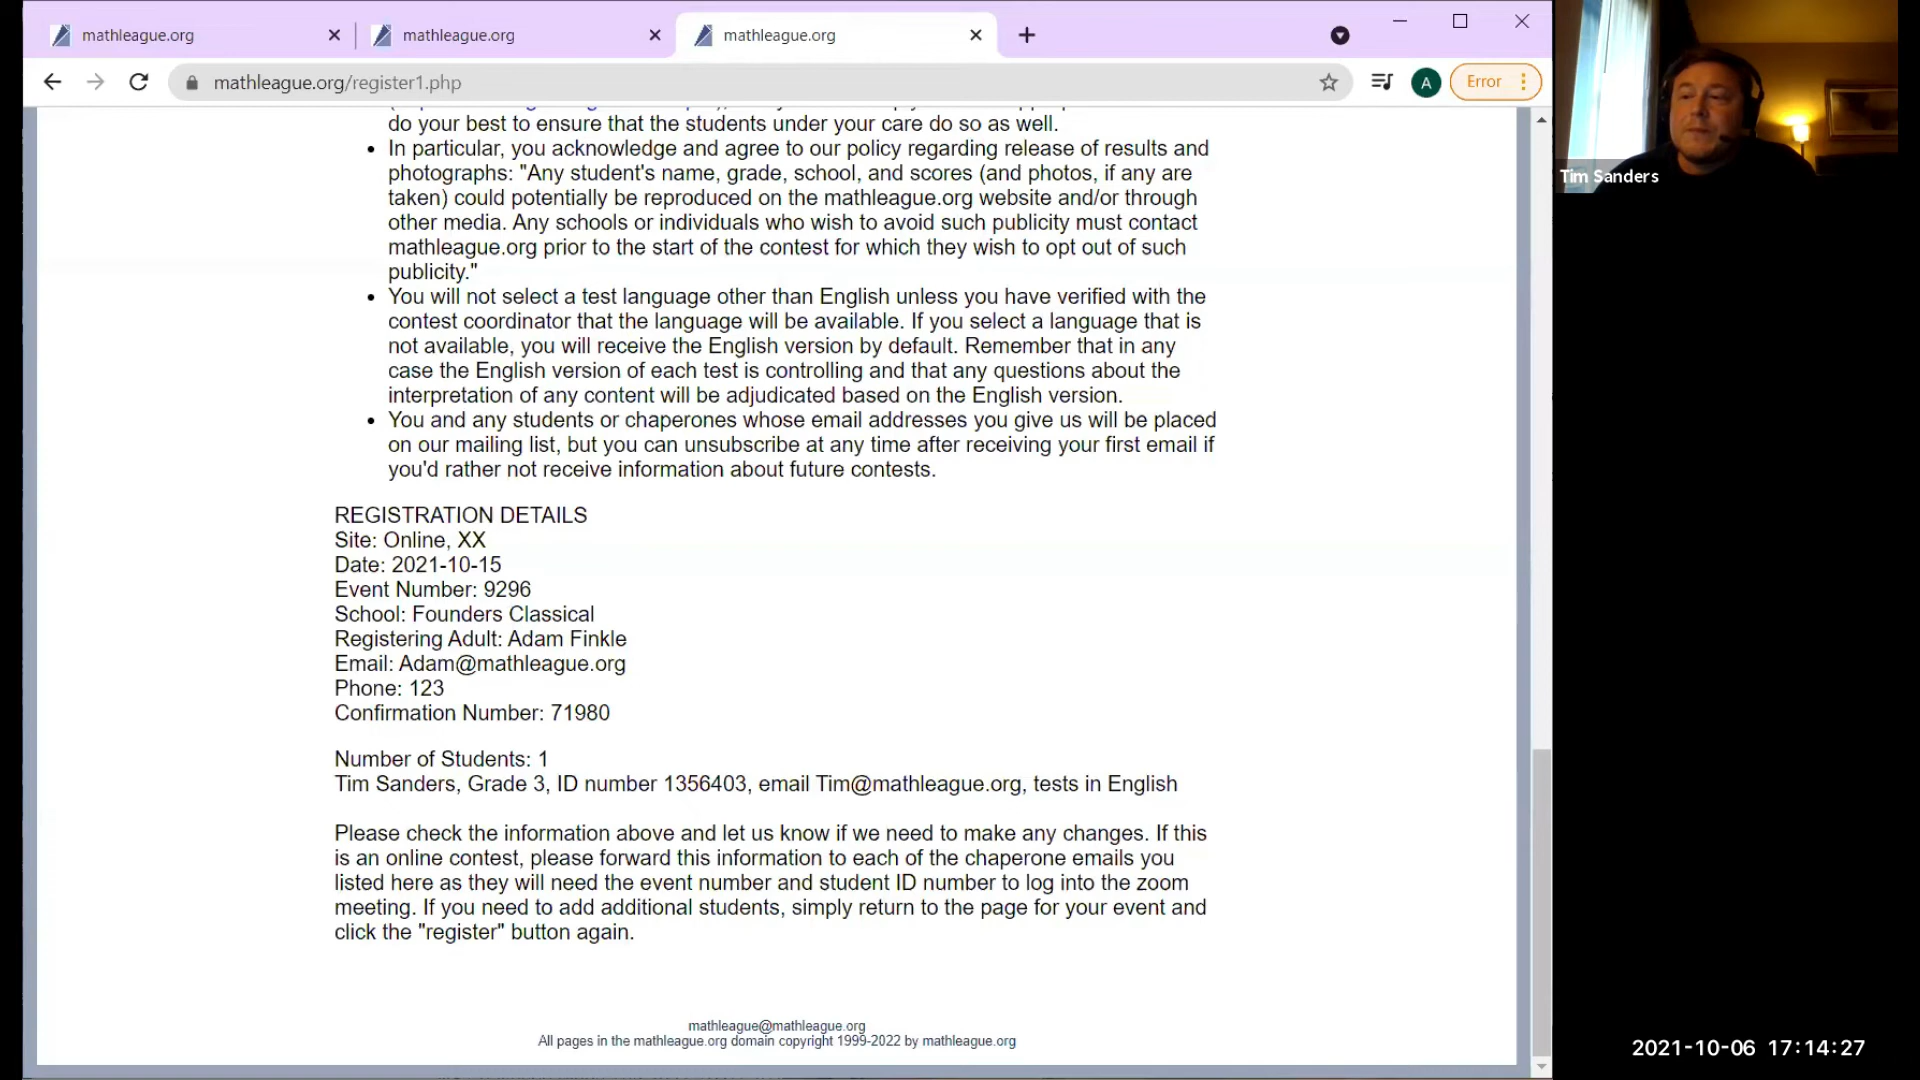 mathleague.org
mathleague.org
mathleague.org
mathleague.org/register1.php
A
Error
do your best to ensure that the students under your care do so as well.
• In particular, you acknowledge and agree to our policy regarding release of results and
photographs: "Any student's name, grade, school, and scores (and photos, if any are
taken) could potentially be reproduced on the mathleague.org website and/or through
other media. Any schools or individuals who wish to avoid such publicity must contact
mathleague.org prior to the start of the contest for which they wish to opt out of such
publicity."
• You will not select a test language other than English unless you have verified with the
contest coordinator that the language will be available. If you select a language that is
not available, you will receive the English version by default. Remember that in any
case the English version of each test is controlling and that any questions about the
interpretation of any content will be adjudicated based on the English version.
• You and any students or chaperones whose email addresses you give us will be placed
on our mailing list, but you can unsubscribe at any time after receiving your first email if
you'd rather not receive information about future contests.
REGISTRATION DETAILS
Site: Online, XX
Date: 2021-10-15
Event Number: 9296
School: Founders Classical
Registering Adult: Adam Finkle
Email: Adam@mathleague.org
Phone: 123
Confirmation Number: 71980
Number of Students: 1
Tim Sanders, Grade 3, ID number 1356403, email Tim@mathleague.org, tests in English
Please check the information above and let us know if we need to make any changes. If this
is an online contest, please forward this information to each of the chaperone emails you
listed here as they will need the event number and student ID number to log into the zoom
meeting. If you need to add additional students, simply return to the page for your event and
click the "register" button again.
mathleague@mathleague.org
All pages in the mathleague.org domain copyright 1999-2022 by mathleague.org
Tim Sanders
2021-10-06 17:14:27